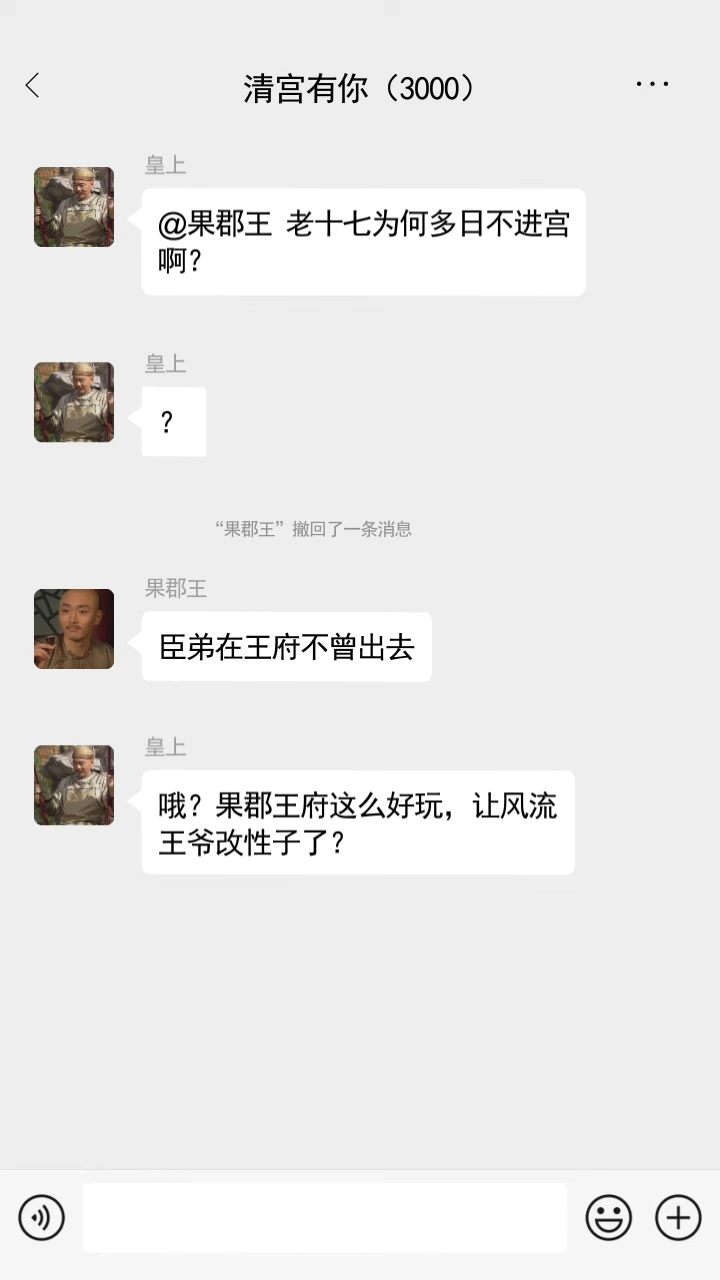 清宫有你（3000）
皇上
@果郡王 老十七为何多日不进宫
啊？
皇上
？
“果郡王”撤回了一条消息
果郡王
臣弟在王府不曾出去
皇上
哦？果郡王府这么好玩，让风流
王爷改性子了？